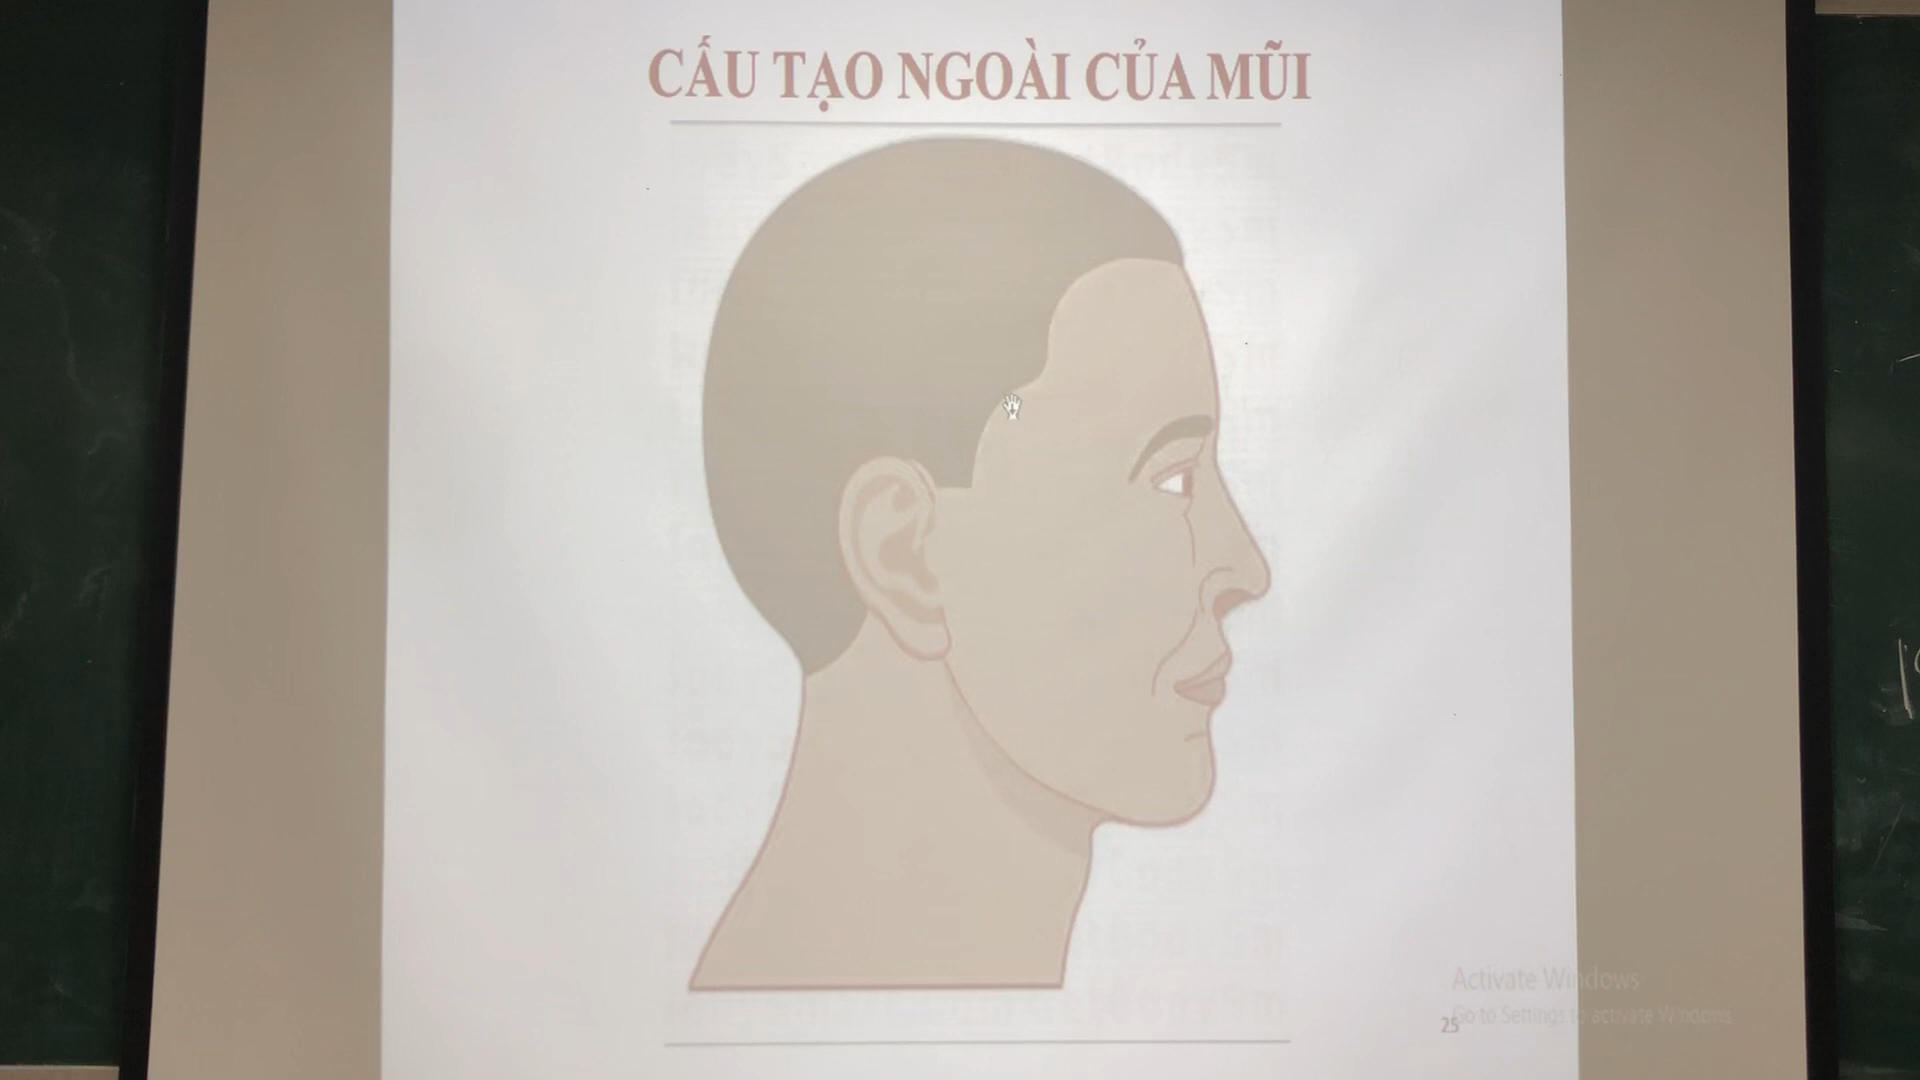 CẤU TẠO NGOÀI CỦA MŨI
Activate Windows
Go to Settings to activate Windows.
25